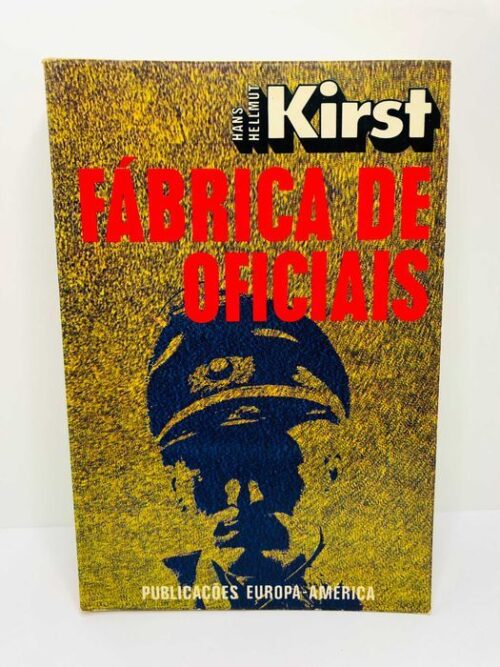 HANS
HELLMUT
Kirst
FÁBRICA DE
OFICIAIS
PUBLICAÇÕES EUROPA-AMÉRICA